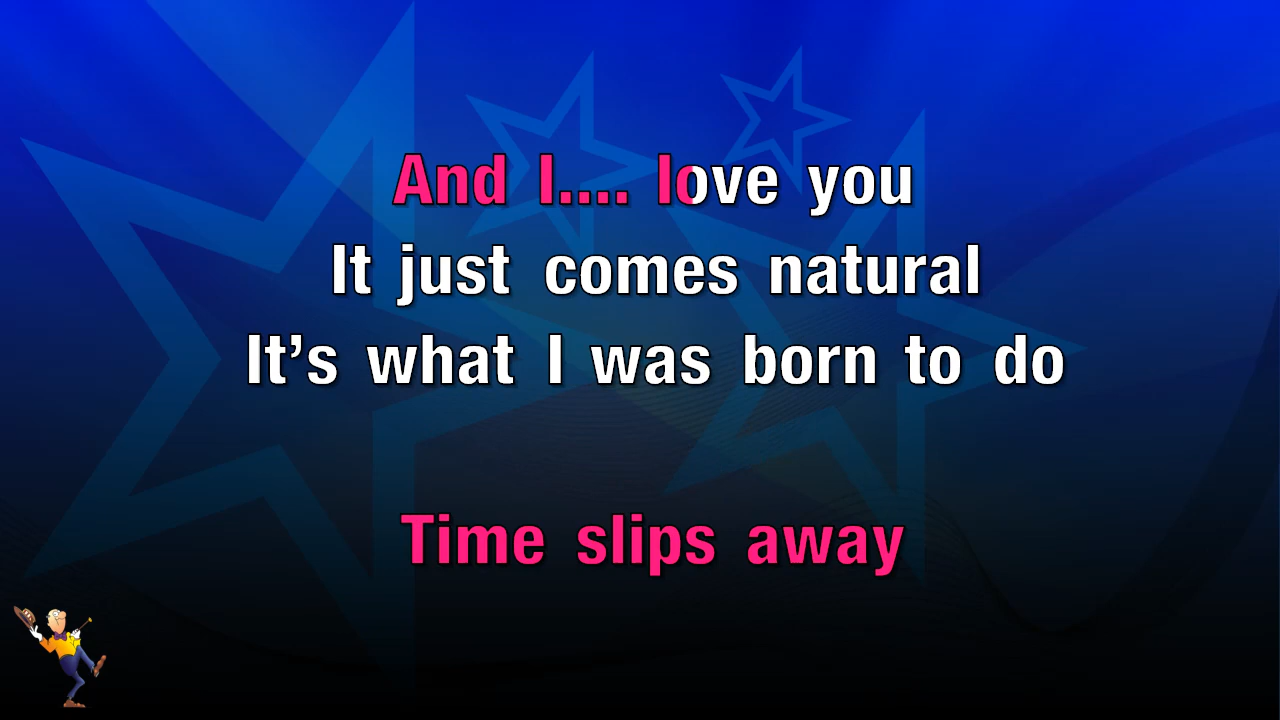 And I.... love you
It just comes natural
It’s what I was born to do
Time slips away